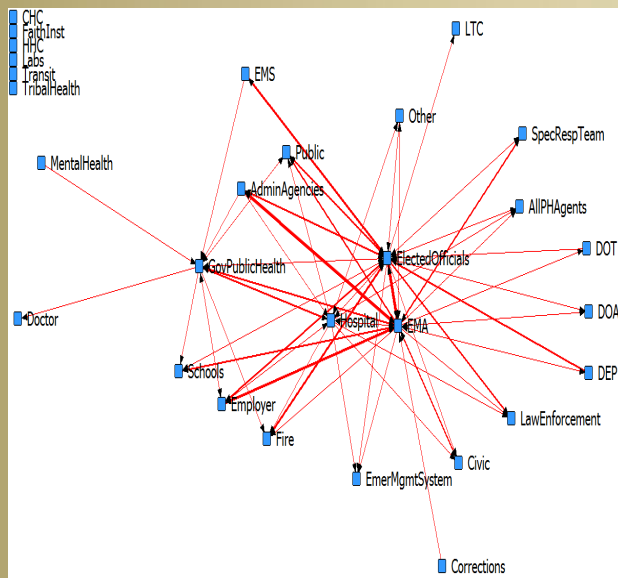 CHC
FaithInst
HHC
Labs
Transit
TribalHealth
LTC
EMS
Other
SpecRespTeam
Public
MentalHealth
AdminAgencies
AllPHAgents
DOT
ElectedOfficials
GovPublicHealth
DOA
Doctor
Hospital
EMA
Schools
DEP
Employer
LawEnforcement
Fire
Civic
EmerMgmtSystem
Corrections